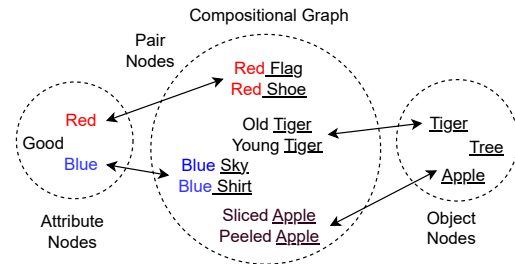 Compositional Graph
Pair
Nodes
Red Flag
Red Shoe
Old Tiger
Young Tiger
Blue Sky
Blue Shirt
Sliced Apple
Peeled Apple
Red
Good
Blue
Attribute
Nodes
Tiger
Tree
Apple
Object
Nodes